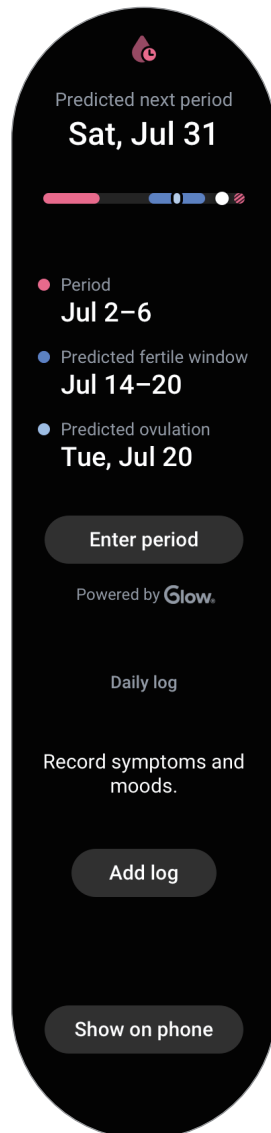 Predicted next period
Sat, Jul 31
Period
Jul 2–6
Predicted fertile window
Jul 14–20
Predicted ovulation
Tue, Jul 20
Enter period
Powered by Glow.
Daily log
Record symptoms and
moods.
Add log
Show on phone